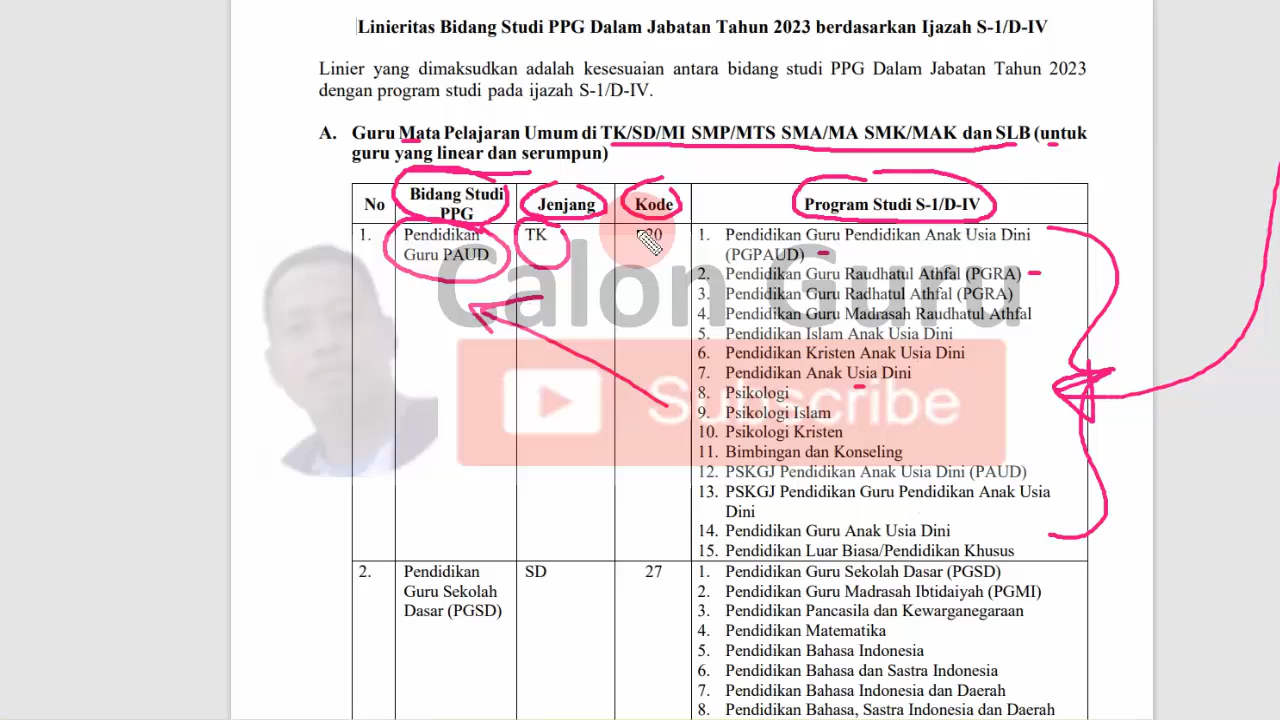 Linieritas Bidang Studi PPG Dalam Jabatan Tahun 2023 berdasarkan Ijazah S-1/D-IV
Linier yang dimaksudkan adalah kesesuaian antara bidang studi PPG Dalam Jabatan Tahun 2023
dengan program studi pada ijazah S-1/D-IV.
A. Guru Mata Pelajaran Umum di TK/SD/MI SMP/MTS SMA/MA SMK/MAK dan SLB (untuk
guru yang linear dan serumpun)
No
Bidang Studi
PPG
Jenjang
Kode
Program Studi S-1/D-IV
1.
Pendidikan
Guru PAUD
TK
20
1. Pendidikan Guru Pendidikan Anak Usia Dini
(PGPAUD)
2. Pendidikan Guru Raudhatul Athfal (PGRA)
3. Pendidikan Guru Radhatul Athfal (PGRA)
4. Pendidikan Guru Madrasah Raudhatul Athfal
5. Pendidikan Islam Anak Usia Dini
6. Pendidikan Kristen Anak Usia Dini
7. Pendidikan Anak Usia Dini
8. Psikologi
9. Psikologi Islam
10. Psikologi Kristen
11. Bimbingan dan Konseling
12. PSKGJ Pendidikan Anak Usia Dini (PAUD)
13. PSKGJ Pendidikan Guru Pendidikan Anak Usia
Dini
14. Pendidikan Guru Anak Usia Dini
15. Pendidikan Luar Biasa/Pendidikan Khusus
Calon Guru
Subscribe
2.
Pendidikan
Guru Sekolah
Dasar (PGSD)
SD
27
1. Pendidikan Guru Sekolah Dasar (PGSD)
2. Pendidikan Guru Madrasah Ibtidaiyah (PGMI)
3. Pendidikan Pancasila dan Kewarganegaraan
4. Pendidikan Matematika
5. Pendidikan Bahasa Indonesia
6. Pendidikan Bahasa dan Sastra Indonesia
7. Pendidikan Bahasa Indonesia dan Daerah
8. Pendidikan Bahasa, Sastra Indonesia dan Daerah